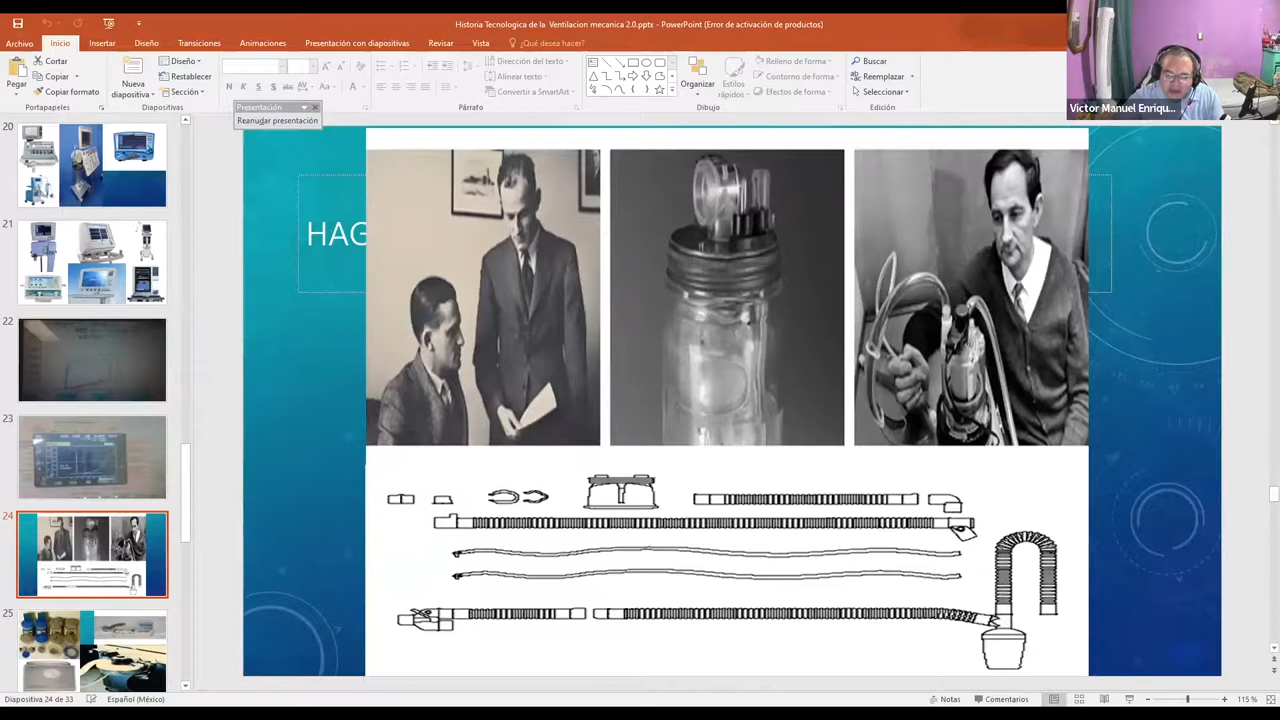 Historia Tecnologica de la  Ventilacion mecanica 2.0.pptx - PowerPoint (Error de activación de productos)
Archivo Inicio Insertar Diseño Transiciones Animaciones Presentación con diapositivas Revisar Vista ¿Qué desea hacer?
Pegar
Cortar
Copiar
Copiar formato
Portapapeles
Nueva diapositiva
Diseño
Restablecer
Sección
Diapositivas
N K S S abc AV Aa A
Párrafo
Dirección del texto
Alinear texto
Convertir a SmartArt
Organizar
Estilos rápidos
Relleno de forma
Contorno de forma
Efectos de forma
Dibujo
Buscar
Reemplazar
Seleccionar
Edición
Victor Manuel Enriqu...
Presentación
Reanudar presentación
20
21
22
23
24
25
HAG
Diapositiva 24 de 33 Español (México) Notas Comentarios 115 %